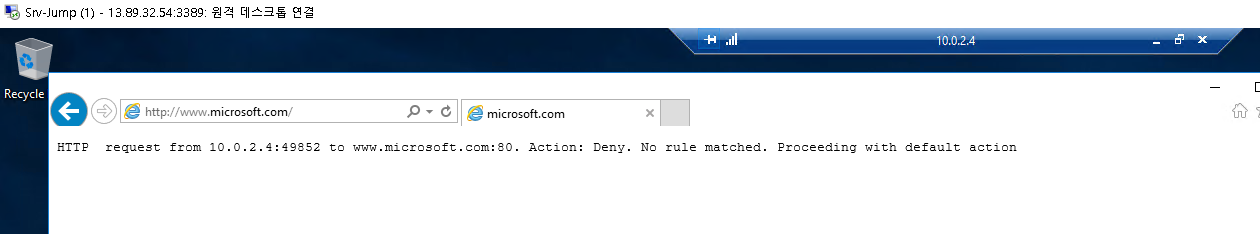 Srv-Jump (1) - 13.89.32.54:3389: 원격 데스크톱 연결
10.0.2.4
Recycle
http://www.microsoft.com/
microsoft.com
HTTP  request from 10.0.2.4:49852 to www.microsoft.com:80. Action: Deny. No rule matched. Proceeding with default action